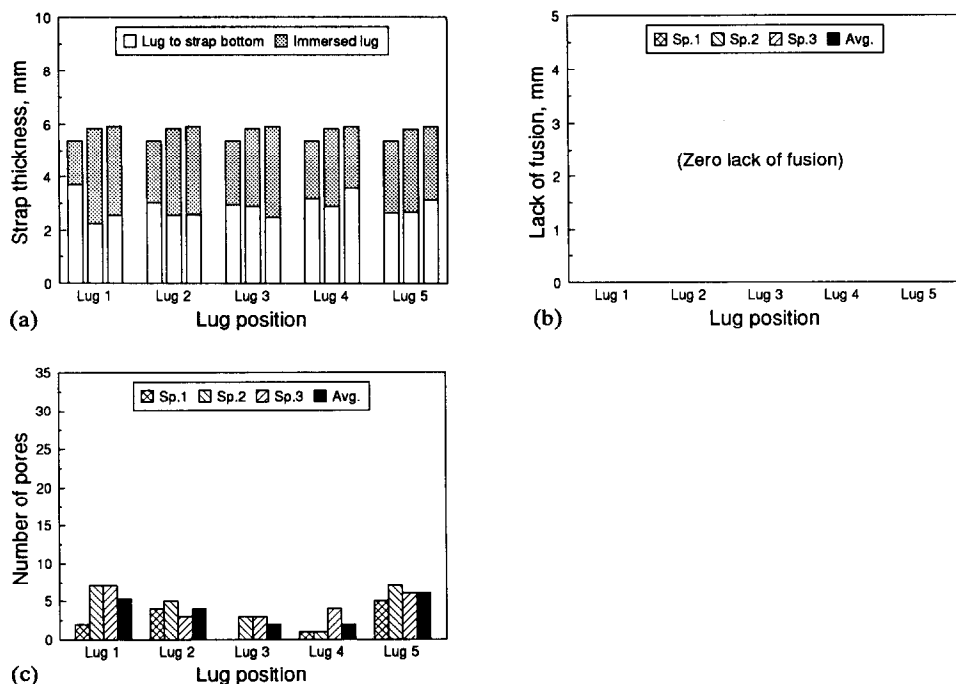 10
8
6
4
2
0
Strap thickness, mm
Lug to strap bottom Immersed lug
Lug 1 Lug 2 Lug 3 Lug 4 Lug 5
(a) Lug position
5
4
3
2
1
0
Lack of fusion, mm
Sp.1 Sp.2 Sp.3 Avg.
(Zero lack of fusion)
Lug 1 Lug 2 Lug 3 Lug 4 Lug 5
(b) Lug position
35
30
25
20
15
10
5
0
Number of pores
Sp.1 Sp.2 Sp.3 Avg.
Lug 1 Lug 2 Lug 3 Lug 4 Lug 5
(c) Lug position